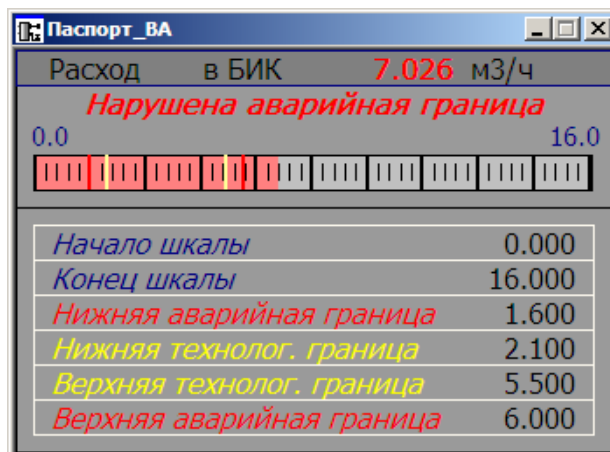 Паспорт_ВА
Расход в БИК 7.026 м3/ч
Нарушена аварийная граница
0.0 16.0
Начало шкалы 0.000
Конец шкалы 16.000
Нижняя аварийная граница 1.600
Нижняя технолог. граница 2.100
Верхняя технолог. граница 5.500
Верхняя аварийная граница 6.000